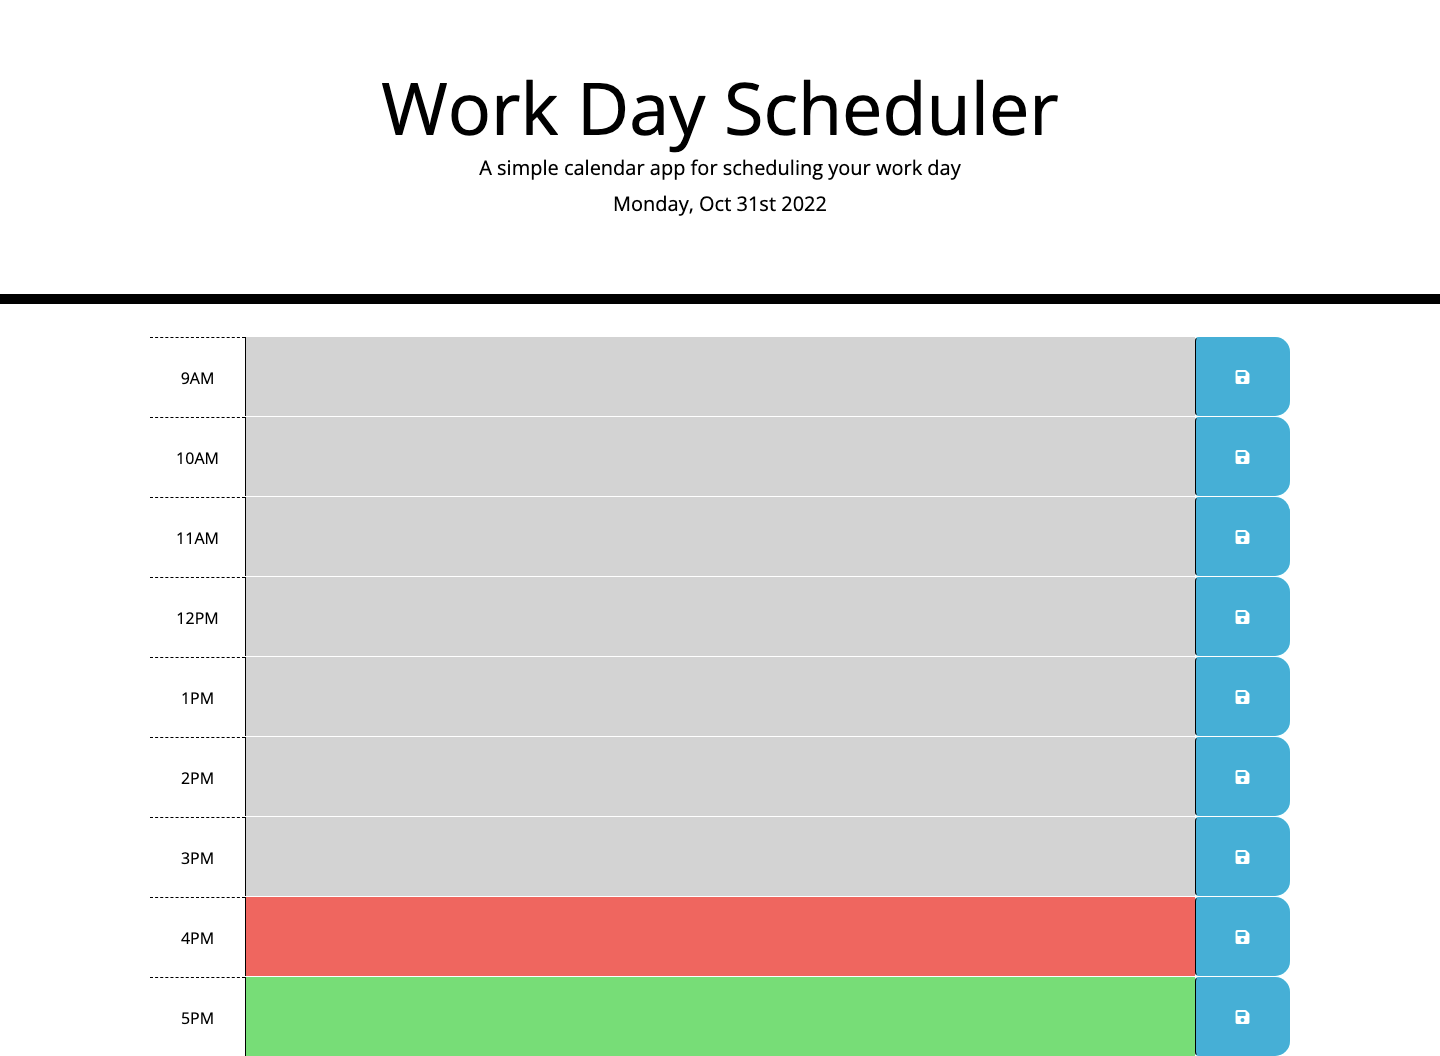 Work Day Scheduler
A simple calendar app for scheduling your work day
Monday, Oct 31st 2022
9AM
10AM
11AM
12PM
1PM
2PM
3PM
4PM
5PM